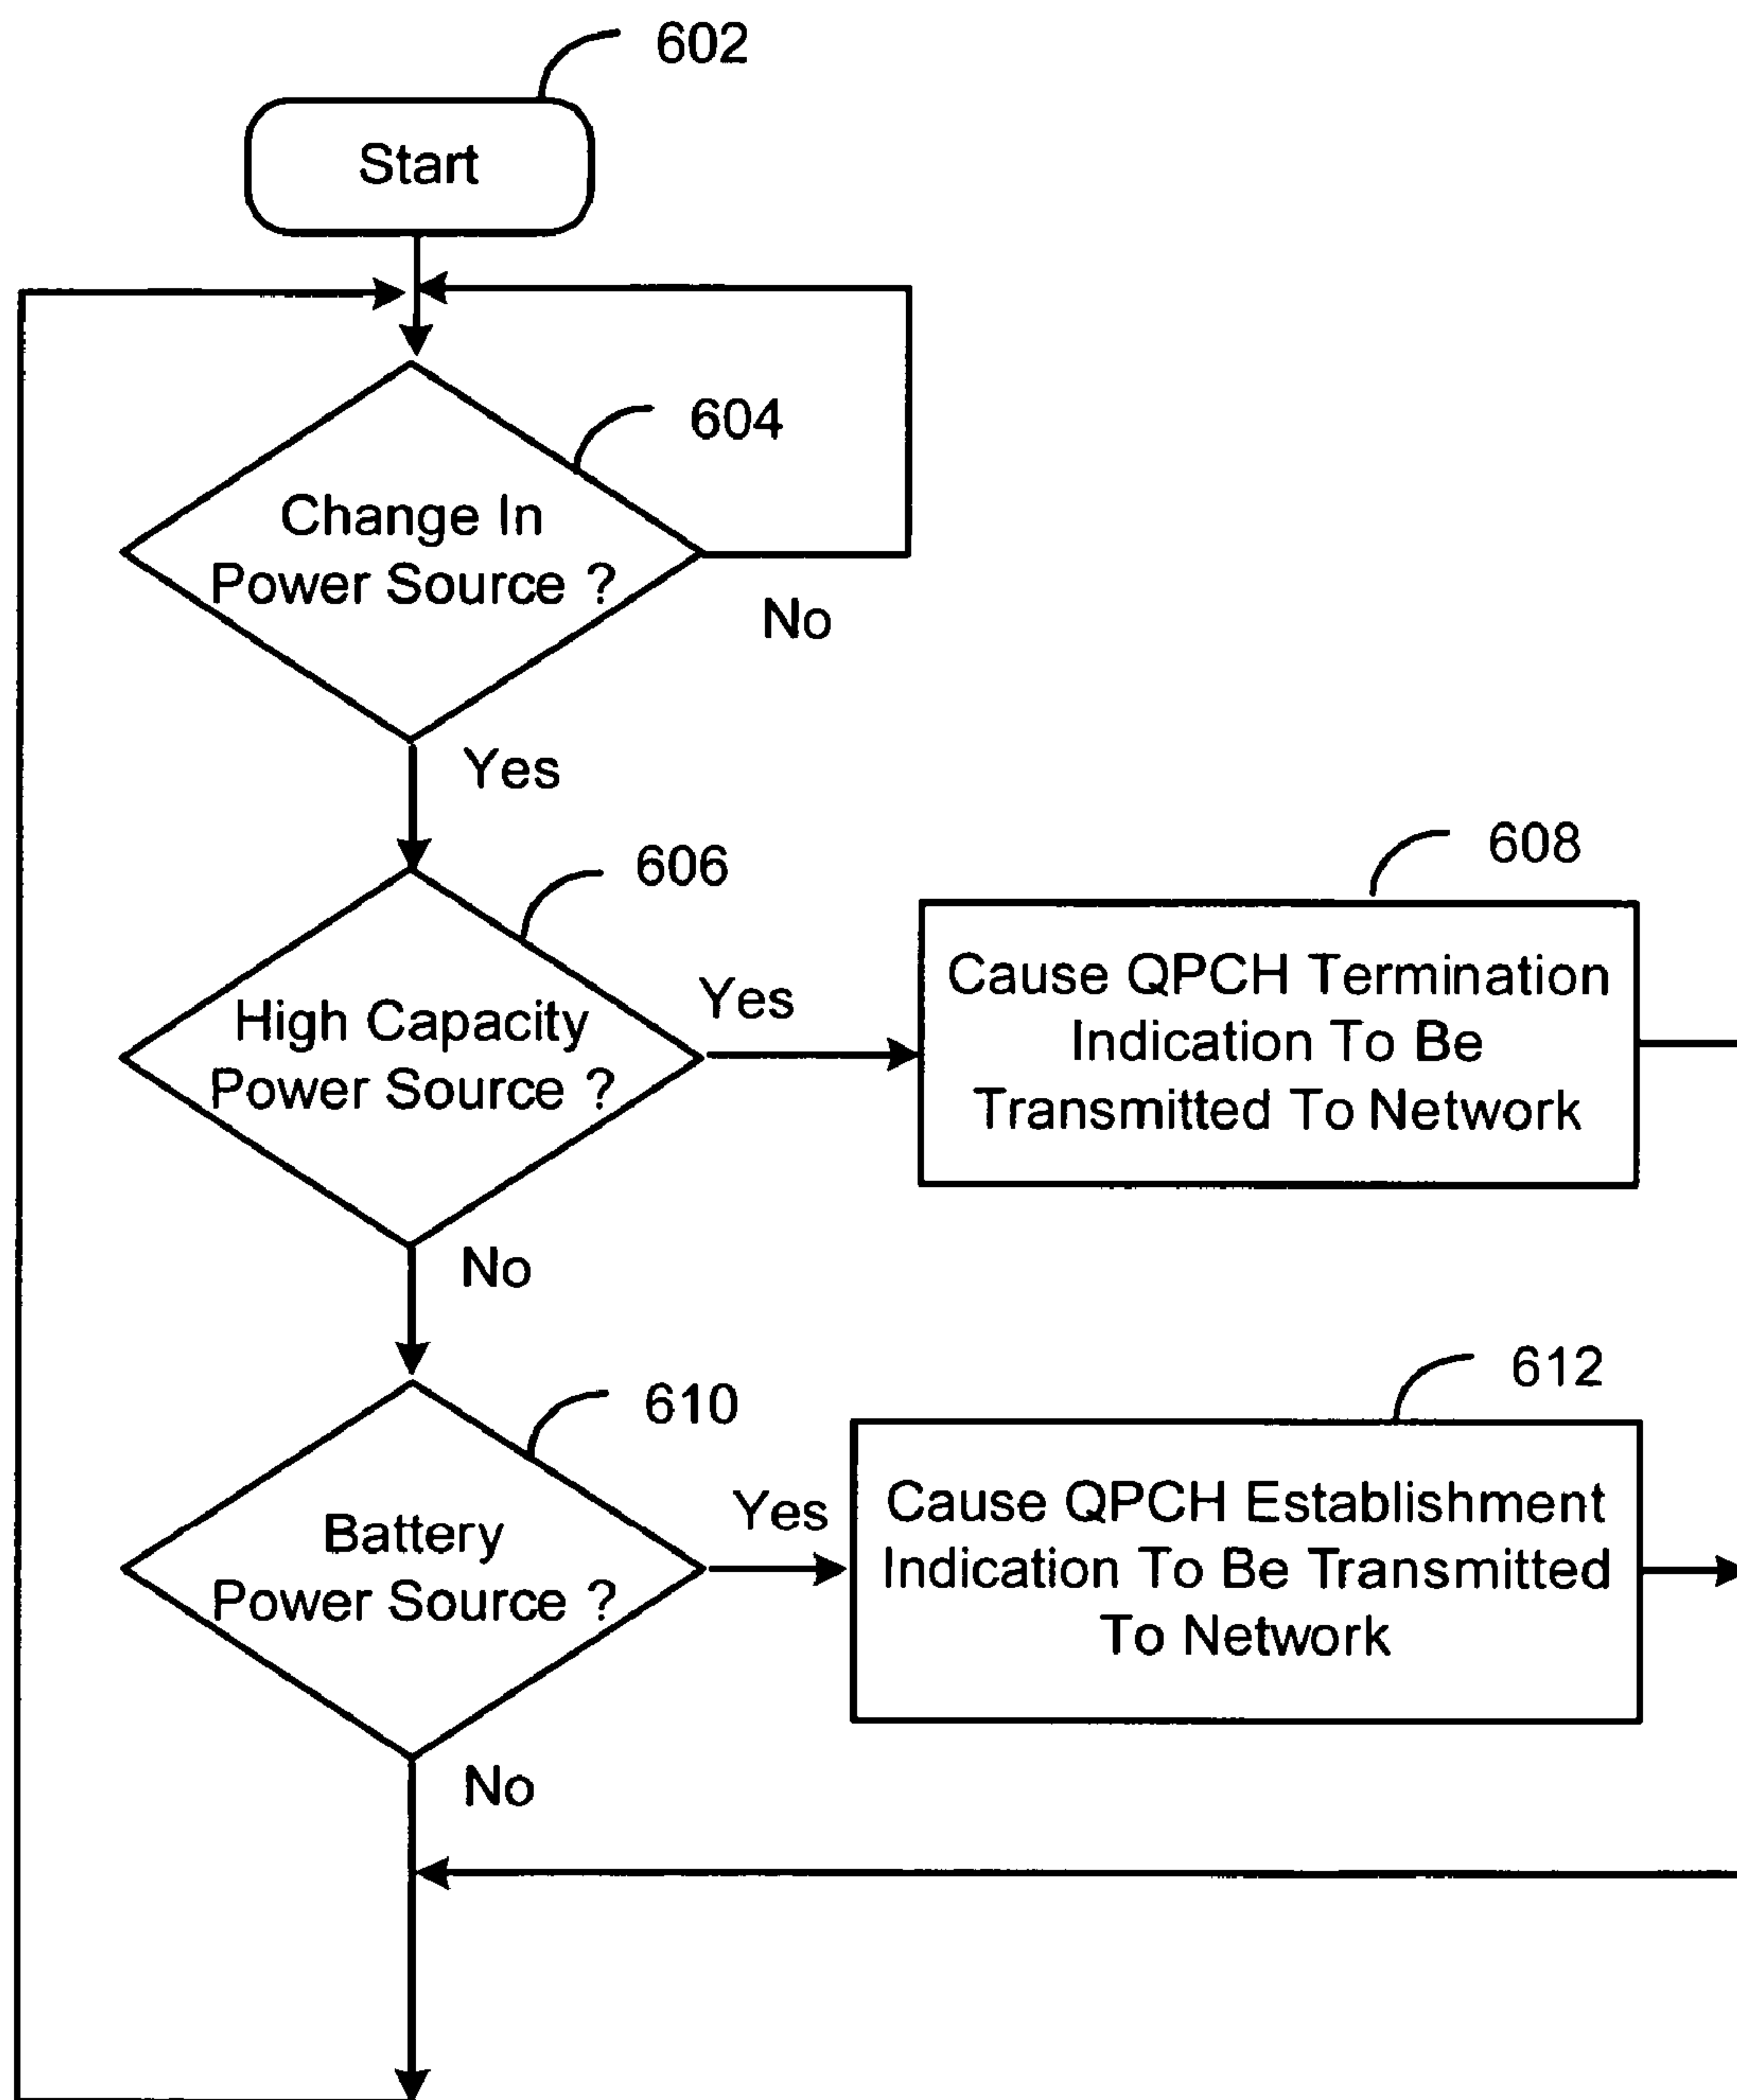 602
Start
604
Change In
Power Source ?
No
Yes
606
High Capacity
Power Source ?
Yes
608
Cause QPCH Termination
Indication To Be
Transmitted To Network
No
610
Battery
Power Source ?
Yes
612
Cause QPCH Establishment
Indication To Be Transmitted
To Network
No